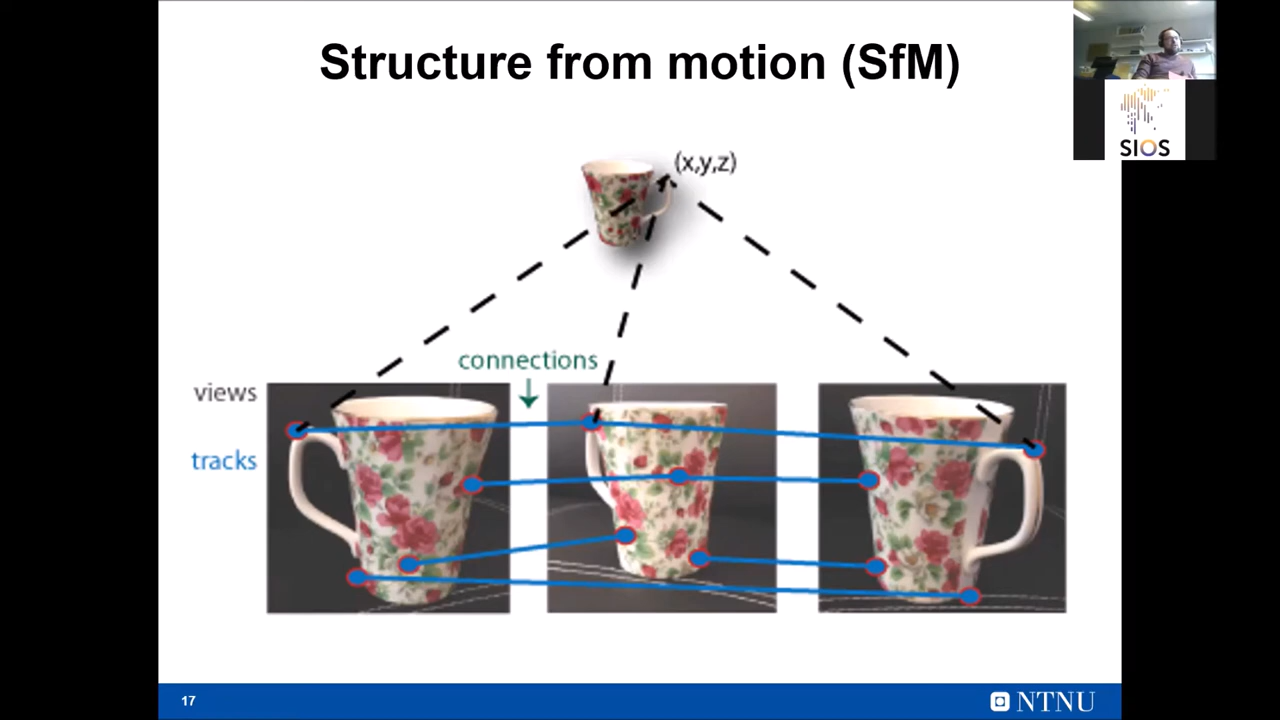 Structure from motion (SfM)
SIOS
(x,y,z)
connections
views
tracks
17
NTNU